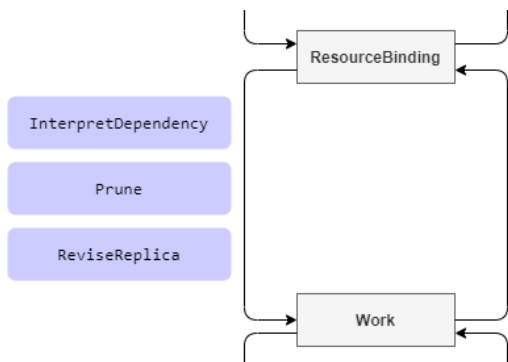 ResourceBinding
InterpretDependency
Prune
ReviseReplica
Work